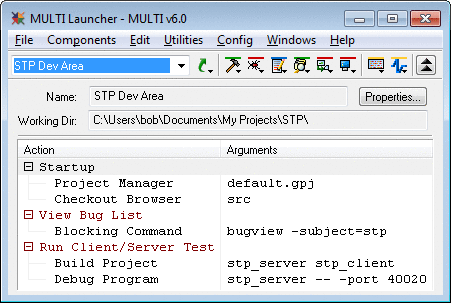 MULTI Launcher - MULTI v6.0
File Components Edit Utilities Config Windows Help
STP Dev Area
Name: STP Dev Area Properties...
Working Dir: C:\Users\bob\Documents\My Projects\STP\
Action Arguments
Startup
Project Manager default.gpj
Checkout Browser src
View Bug List
Blocking Command bugview -subject=stp
Run Client/Server Test
Build Project stp_server stp_client
Debug Program stp_server -- -port 40020